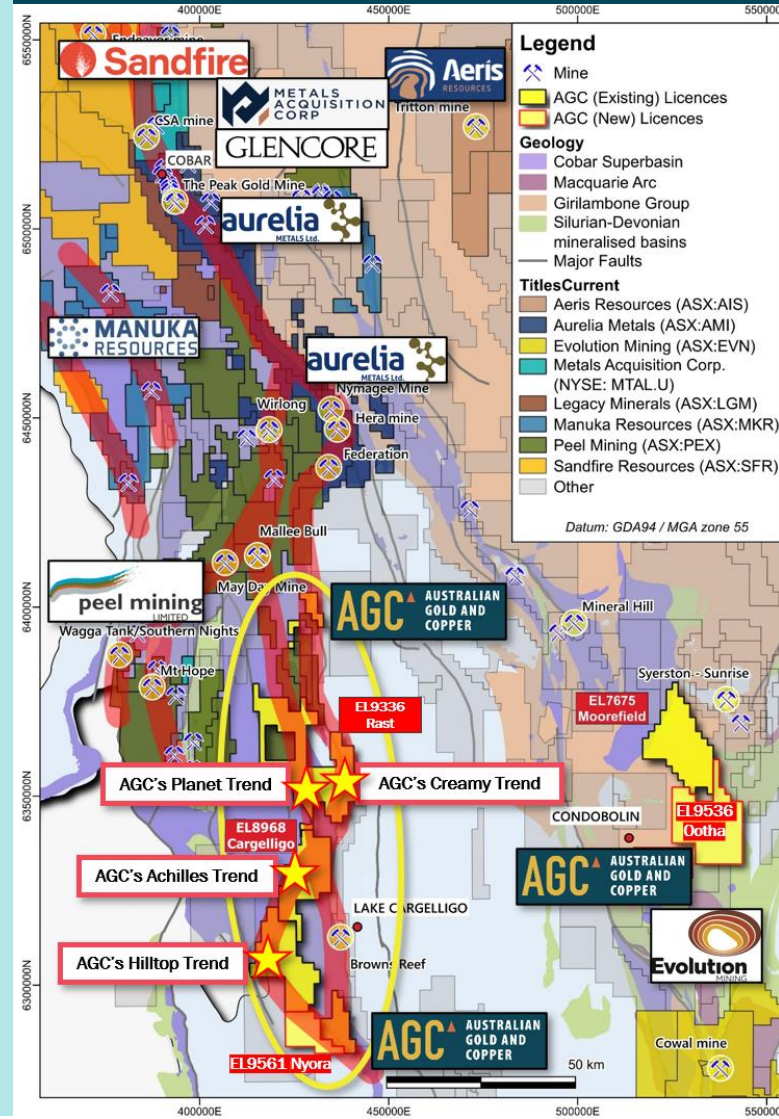 400000E 450000E 500000E 550000
6550000N
6500000N
6450000N
6400000N
6350000N
6300000N
Endeavor mine
Sandfire
METALS
ACQUISITION
CORP
Aeris
RESOURCES
Tritton mine
CSA mine
GLENCORE
COBAR
The Peak Gold Mine
aurelia
METALS Ltd.
MANUKA
RESOURCES
aurelia
METALS Ltd.
Nymagee Mine
Wirlong
Hera mine
Federation
Mallee Bull
May Day Mine
peel mining
LIMITED
AGC AUSTRALIAN
GOLD AND
COPPER
Mineral Hill
Wagga Tank/Southern Nights
Mt Hope
Syerston - Sunrise
EL7675
Moorefield
EL9336
Rast
AGC's Planet Trend
AGC's Creamy Trend
EL8968
Cargelligo
CONDOBOLIN
EL9536
Ootha
AGC's Achilles Trend
AGC AUSTRALIAN
GOLD AND
COPPER
LAKE CARGELLIGO
AGC's Hilltop Trend
Browns Reef
Evolution
MINING
AGC AUSTRALIAN
GOLD AND
COPPER
EL9561 Nyora
50 km
Cowal mine
400000E 450000E 500000E 550000
Legend
Mine
AGC (Existing) Licences
AGC (New) Licences
Geology
Cobar Superbasin
Macquarie Arc
Girilambone Group
Silurian-Devonian
mineralised basins
Major Faults
TitlesCurrent
Aeris Resources (ASX:AIS)
Aurelia Metals (ASX:AMI)
Evolution Mining (ASX:EVN)
Metals Acquisition Corp.
(NYSE: MTAL.U)
Legacy Minerals (ASX:LGM)
Manuka Resources (ASX:MKR)
Peel Mining (ASX:PEX)
Sandfire Resources (ASX:SFR)
Other
Datum: GDA94 / MGA zone 55